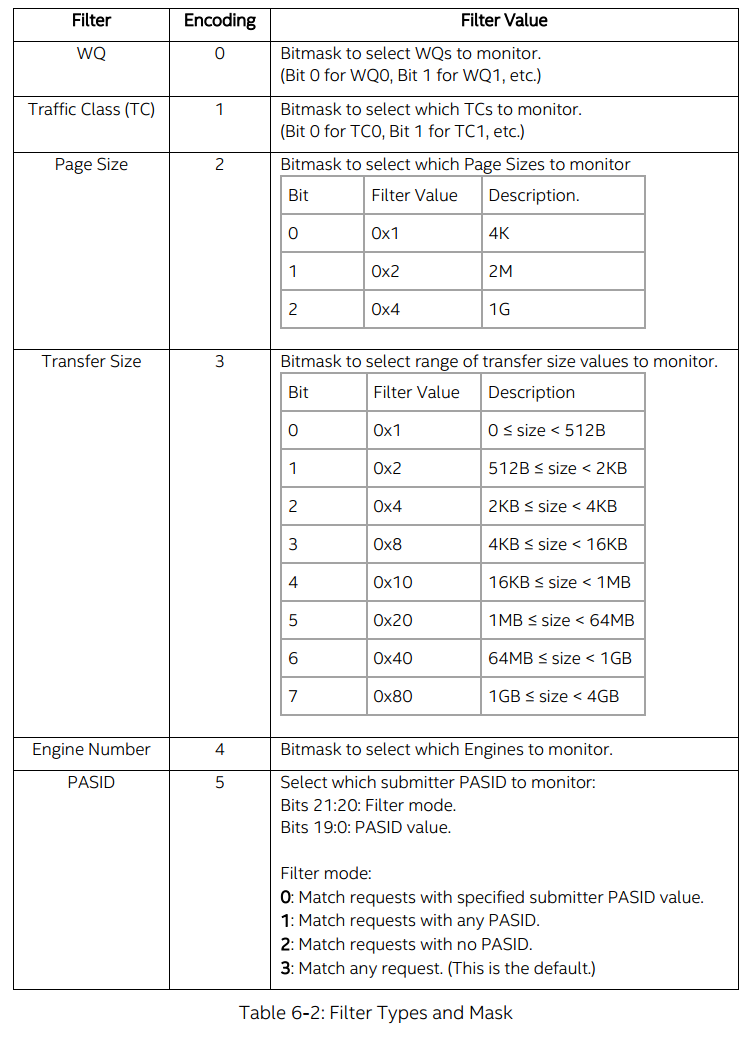 Filter Encoding Filter Value
WQ 0 Bitmask to select WQs to monitor.
(Bit 0 for WQ0, Bit 1 for WQ1, etc.)
Traffic Class (TC) 1 Bitmask to select which TCs to monitor.
(Bit 0 for TC0, Bit 1 for TC1, etc.)
Page Size 2 Bitmask to select which Page Sizes to monitor
Bit Filter Value Description.
0 0x1 4K
1 0x2 2M
2 0x4 1G
Transfer Size 3 Bitmask to select range of transfer size values to monitor.
Bit Filter Value Description
0 0x1 0 ≤ size < 512B
1 0x2 512B ≤ size < 2KB
2 0x4 2KB ≤ size < 4KB
3 0x8 4KB ≤ size < 16KB
4 0x10 16KB ≤ size < 1MB
5 0x20 1MB ≤ size < 64MB
6 0x40 64MB ≤ size < 1GB
7 0x80 1GB ≤ size < 4GB
Engine Number 4 Bitmask to select which Engines to monitor.
PASID 5 Select which submitter PASID to monitor:
Bits 21:20: Filter mode.
Bits 19:0: PASID value.
Filter mode:
0: Match requests with specified submitter PASID value.
1: Match requests with any PASID.
2: Match requests with no PASID.
3: Match any request. (This is the default.)
Table 6-2: Filter Types and Mask